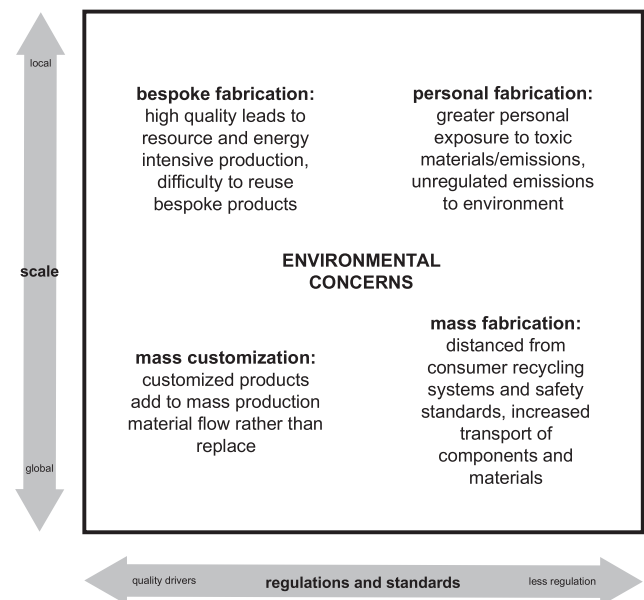 local
bespoke fabrication:
high quality leads to
resource and energy
intensive production,
difficulty to reuse
bespoke products
personal fabrication:
greater personal
exposure to toxic
materials/emissions,
unregulated emissions
to environment
scale
ENVIRONMENTAL
CONCERNS
mass customization:
customized products
add to mass production
material flow rather than
replace
mass fabrication:
distanced from
consumer recycling
systems and safety
standards, increased
transport of
components and
materials
global
quality drivers
regulations and standards
less regulation